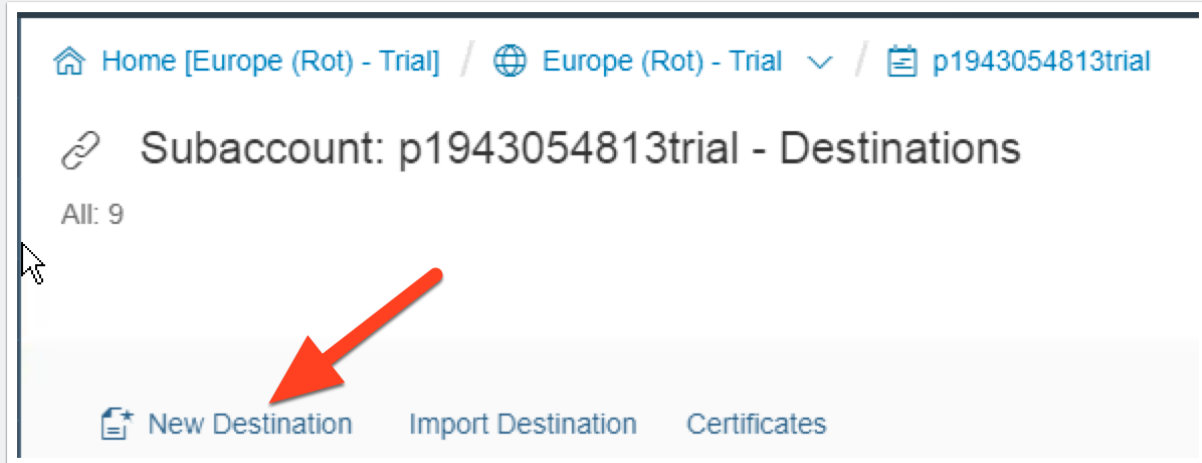 Home [Europe (Rot) - Trial] / Europe (Rot) - Trial / p1943054813trial
Subaccount: p1943054813trial - Destinations
All: 9
New Destination Import Destination Certificates